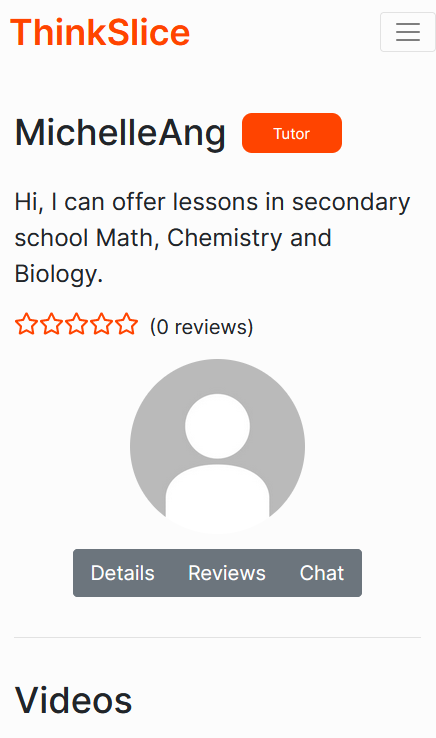 ThinkSlice
MichelleAng Tutor
Hi, I can offer lessons in secondary
school Math, Chemistry and
Biology.
(0 reviews)
Details Reviews Chat
Videos